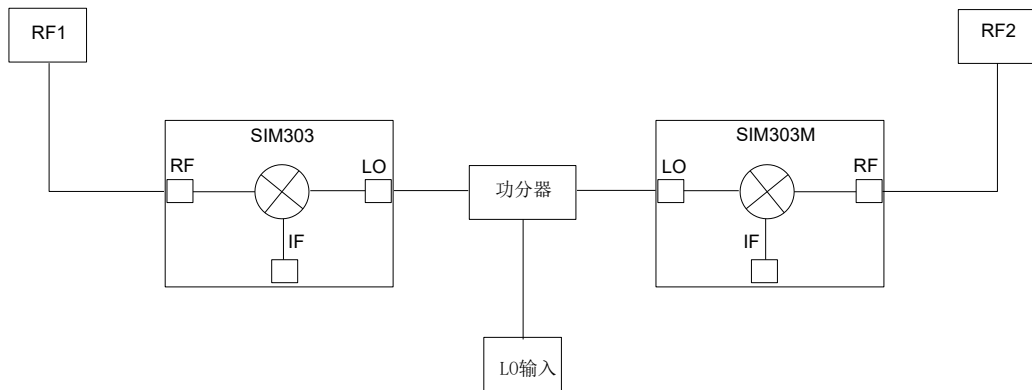 RF1
RF2
SIM303
SIM303M
RF
LO
功分器
LO
RF
IF
IF
LO输入